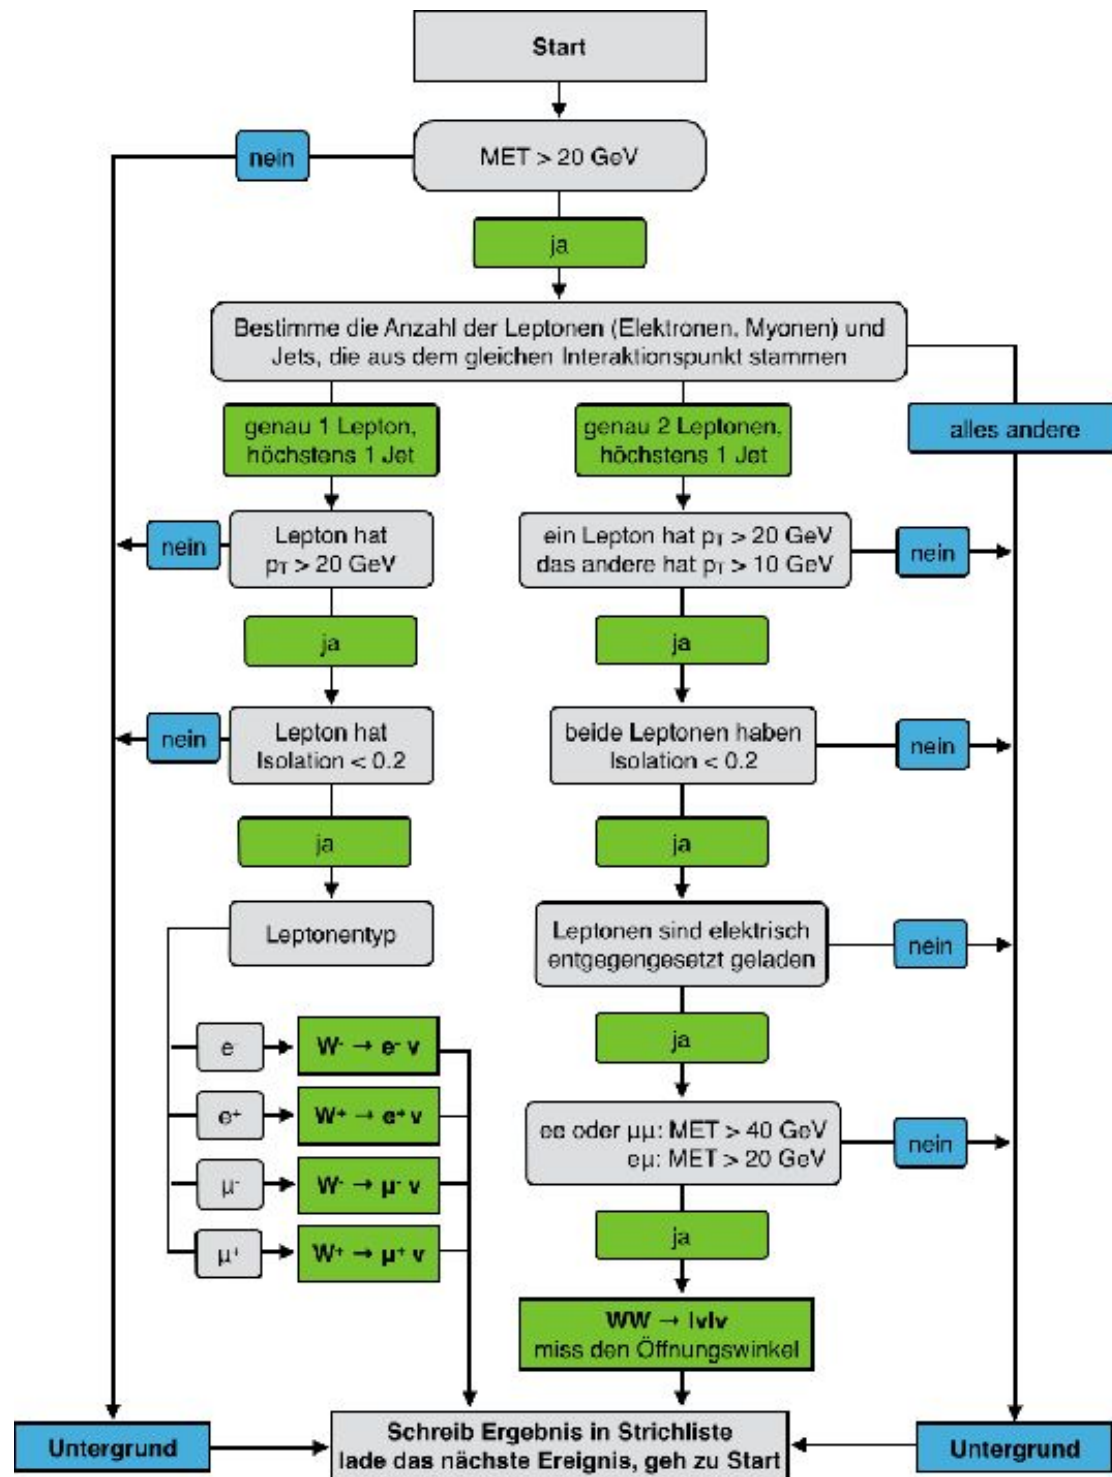 Start
nein
MET > 20 GeV
ja
Bestimme die Anzahl der Leptonen (Elektronen, Myonen) und
Jets, die aus dem gleichen Interaktionspunkt stammen
genau 1 Lepton,
höchstens 1 Jet
genau 2 Leptonen,
höchstens 1 Jet
alles andere
nein
Lepton hat
pT > 20 GeV
ein Lepton hat pT > 20 GeV
das andere hat pT > 10 GeV
nein
ja
ja
nein
Lepton hat
Isolation < 0.2
beide Leptonen haben
Isolation < 0.2
nein
ja
ja
Leptonentyp
Leptonen sind elektrisch
entgegengesetzt geladen
nein
e⁻
W⁻ → e⁻ v
ja
e⁺
W⁺ → e⁺ v
ee oder μμ: MET > 40 GeV
eμ: MET > 20 GeV
nein
μ⁻
W⁻ → μ⁻ v
μ⁺
W⁺ → μ⁺ v
ja
WW → lvlv
miss den Öffnungswinkel
Untergrund
Schreib Ergebnis in Strichliste
lade das nächste Ereignis, geh zu Start
Untergrund